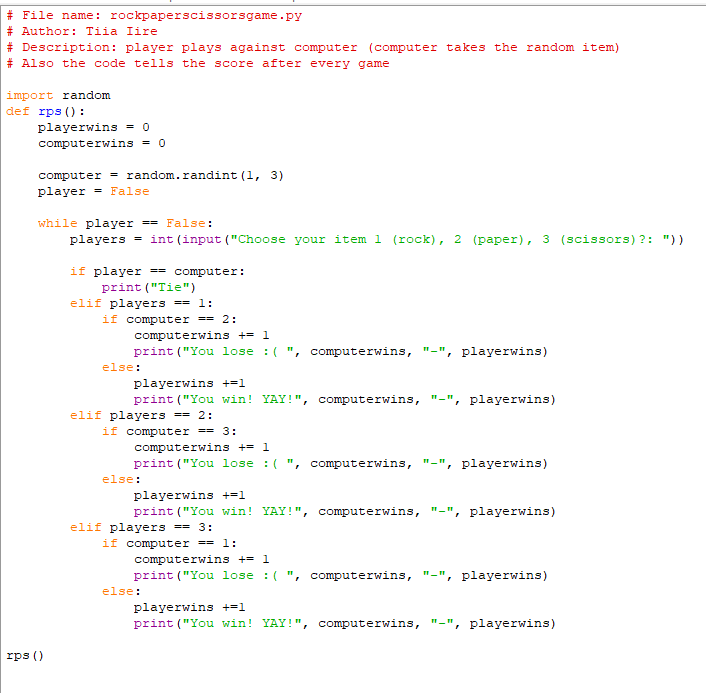 # File name: rockpaperscissorsgame.py
# Author: Tiia Iire
# Description: player plays against computer (computer takes the random item)
# Also the code tells the score after every game
import random
def rps():
    playerwins = 0
    computerwins = 0
    computer = random.randint(1, 3)
    player = False
    while player == False:
        players = int(input("Choose your item 1 (rock), 2 (paper), 3 (scissors)?: "))
        if player == computer:
            print("Tie")
        elif players == 1:
            if computer == 2:
                computerwins += 1
                print("You lose :( ", computerwins, "-", playerwins)
            else:
                playerwins +=1
                print("You win! YAY!", computerwins, "-", playerwins)
        elif players == 2:
            if computer == 3:
                computerwins += 1
                print("You lose :( ", computerwins, "-", playerwins)
            else:
                playerwins +=1
                print("You win! YAY!", computerwins, "-", playerwins)
        elif players == 3:
            if computer == 1:
                computerwins += 1
                print("You lose :( ", computerwins, "-", playerwins)
            else:
                playerwins +=1
                print("You win! YAY!", computerwins, "-", playerwins)
rps()